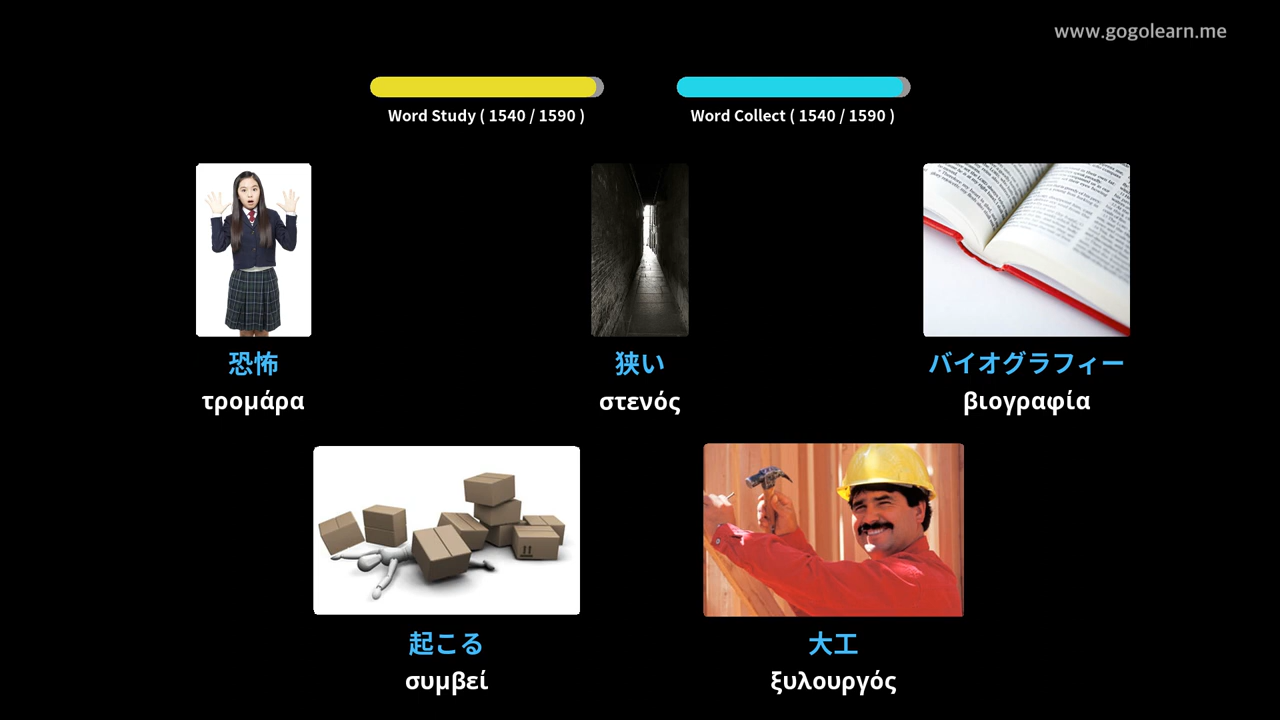 www.gogolearn.me
Word Study ( 1540 / 1590 )
Word Collect ( 1540 / 1590 )
恐怖
τρομάρα
狭い
στενός
バイオグラフィー
βιογραφία
起こる
συμβεί
大工
ξυλουργός